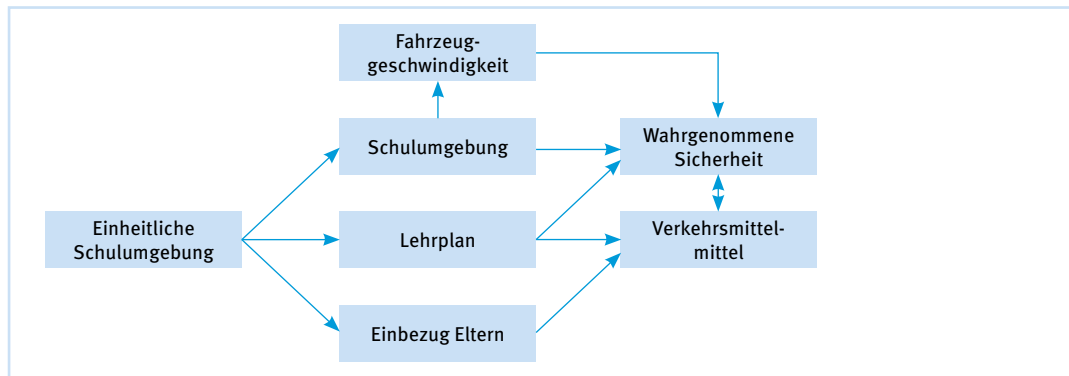 Fahrzeug-
geschwindigkeit
Schulumgebung
Wahrgenommene
Sicherheit
Einheitliche
Schulumgebung
Lehrplan
Verkehrsmittel-
mittel
Einbezug Eltern